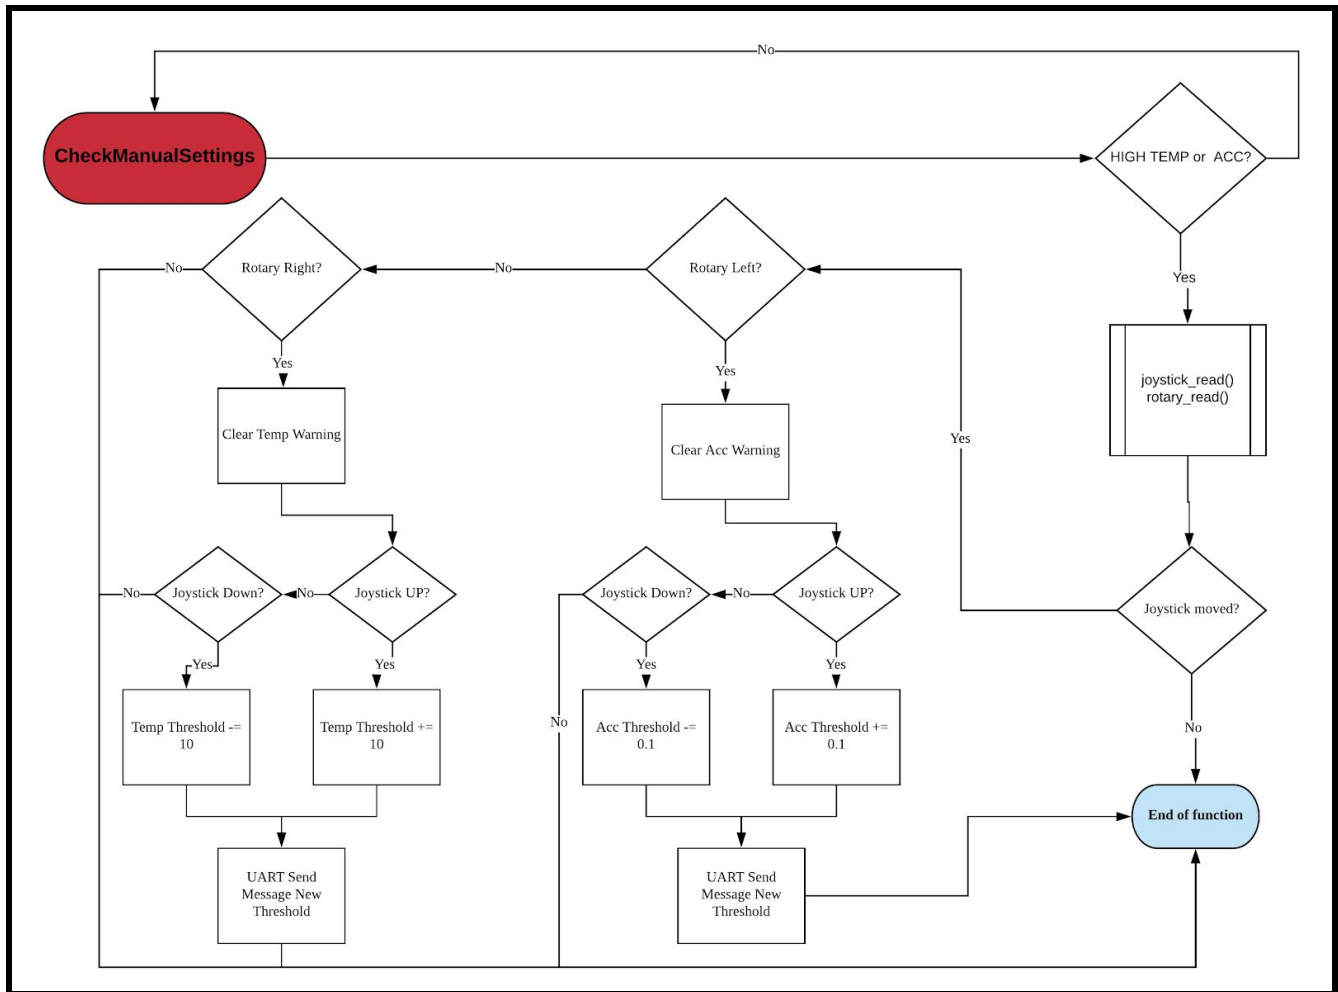 No
CheckManualSettings
HIGH TEMP or  ACC?
Rotary Right?
No
No
Rotary Left?
Yes
Yes
Yes
joystick_read()
rotary_read()
Clear Temp Warning
Clear Acc Warning
Yes
Joystick Down?
No
No
Joystick UP?
Joystick Down?
No
Joystick UP?
Joystick moved?
Yes
Yes
Yes
Yes
Temp Threshold -=
10
Temp Threshold +=
10
No
Acc Threshold -=
0.1
Acc Threshold +=
0.1
No
End of function
UART Send
Message New
Threshold
UART Send
Message New
Threshold